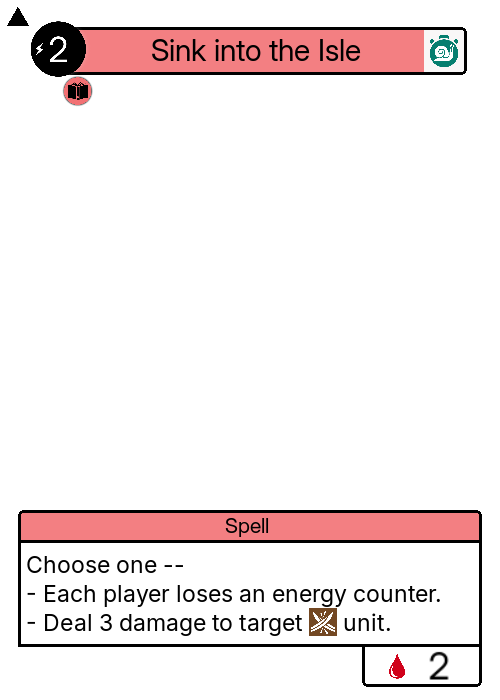 2
Sink into the Isle
Spell
Choose one --
- Each player loses an energy counter.
- Deal 3 damage to target unit.
2